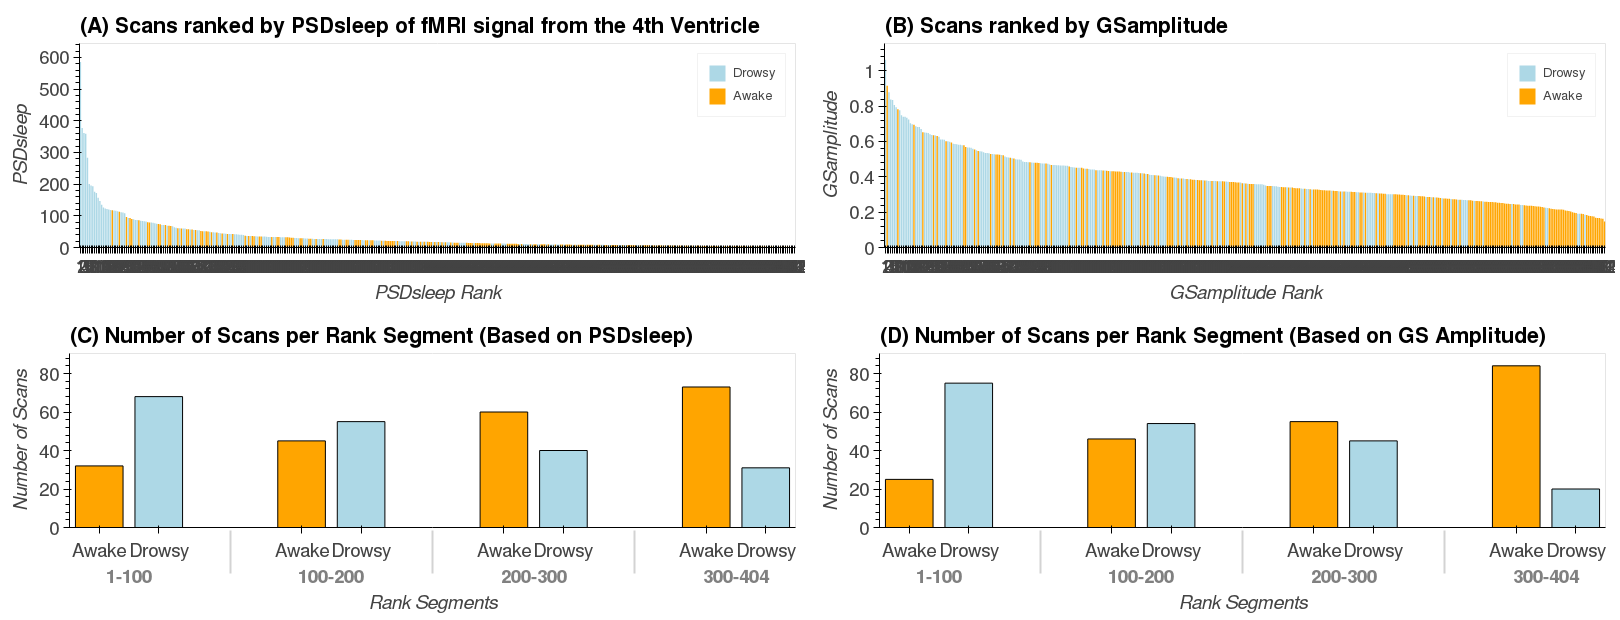 (A) Scans ranked by PSDsleep of fMRI signal from the 4th Ventricle
PSDsleep
600
500
400
300
200
100
0
Drowsy
Awake
PSDsleep Rank
(B) Scans ranked by GSamplitude
GSamplitude
1
0.8
0.6
0.4
0.2
0
Drowsy
Awake
GSamplitude Rank
(C) Number of Scans per Rank Segment (Based on PSDsleep)
Number of Scans
80
60
40
20
0
Awake Drowsy Awake Drowsy Awake Drowsy Awake Drowsy
1-100 100-200 200-300 300-404
Rank Segments
(D) Number of Scans per Rank Segment (Based on GS Amplitude)
Number of Scans
80
60
40
20
0
Awake Drowsy Awake Drowsy Awake Drowsy Awake Drowsy
1-100 100-200 200-300 300-404
Rank Segments